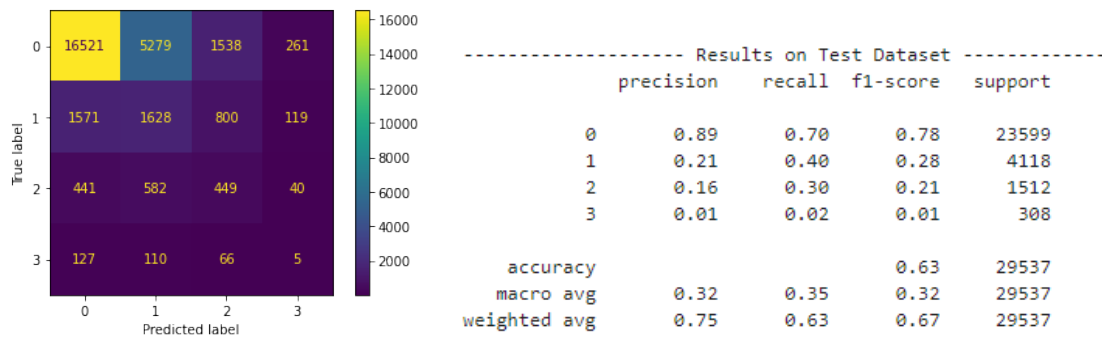 True label
0 16521 5279 1538 261
1 1571 1628 800 119
2 441 582 449 40
3 127 110 66 5
0 1 2 3
Predicted label
16000
14000
12000
10000
8000
6000
4000
2000
-------------------- Results on Test Dataset -------------
precision recall f1-score support
0 0.89 0.70 0.78 23599
1 0.21 0.40 0.28 4118
2 0.16 0.30 0.21 1512
3 0.01 0.02 0.01 308
accuracy 0.63 29537
macro avg 0.32 0.35 0.32 29537
weighted avg 0.75 0.63 0.67 29537